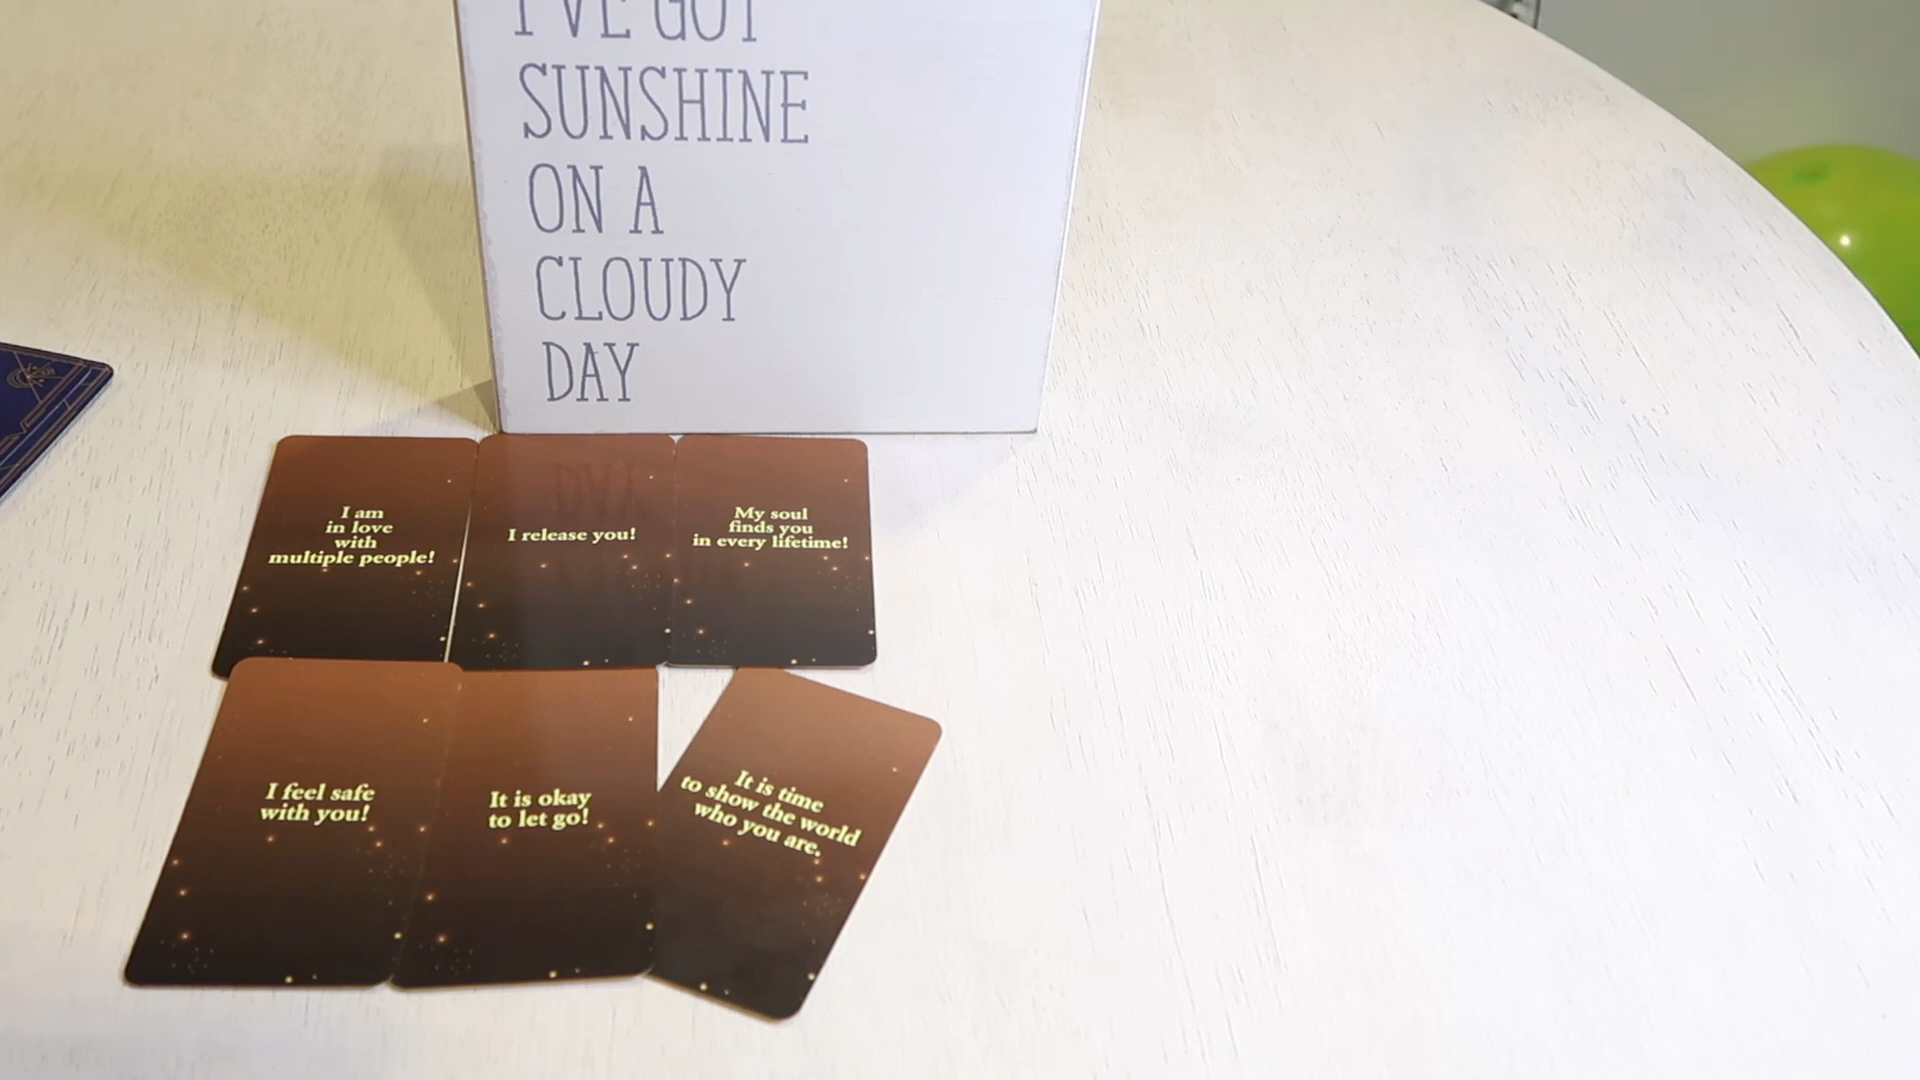 I'VE GOT
SUNSHINE
ON A
CLOUDY
DAY
I am
in love
with
multiple people!
I release you!
My soul
finds you
in every lifetime!
I feel safe
with you!
It is okay
to let go!
It is time
to show the world
who you are.